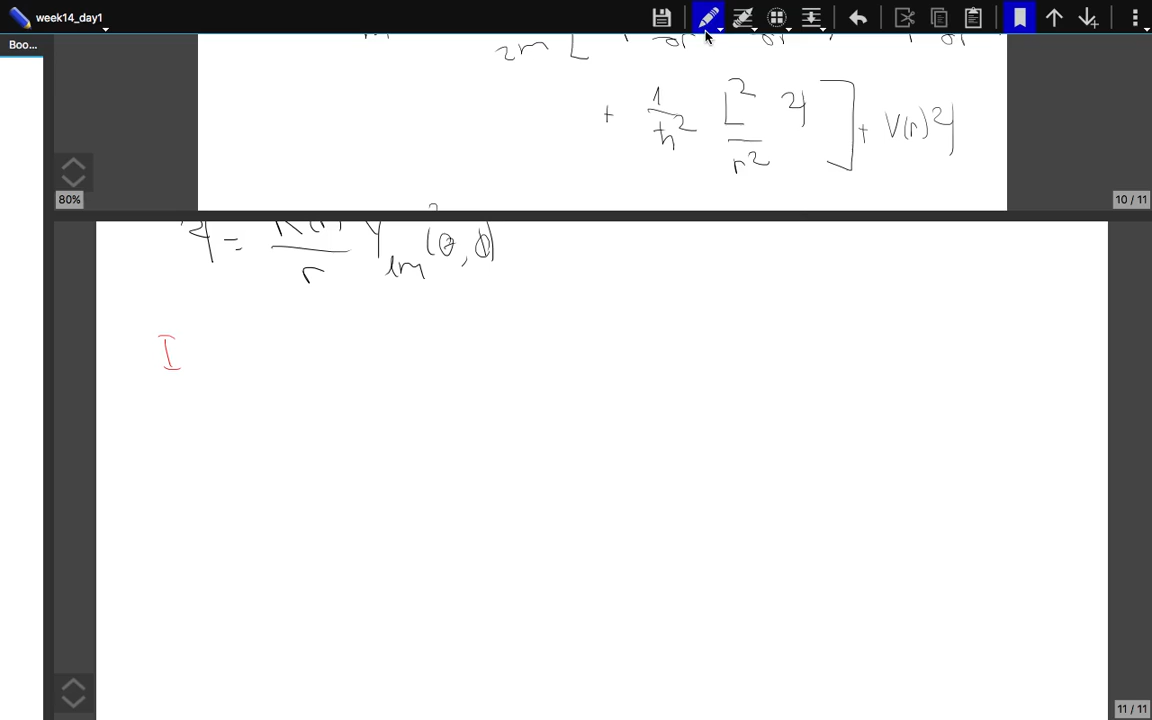 week14_day1
Boo...
2m [
+ 1/ħ² L²/r² ψ ] + V(r) ψ
80%
10 / 11
ψ = R(r)/r Y_lm (θ, ϕ)
I
11 / 11